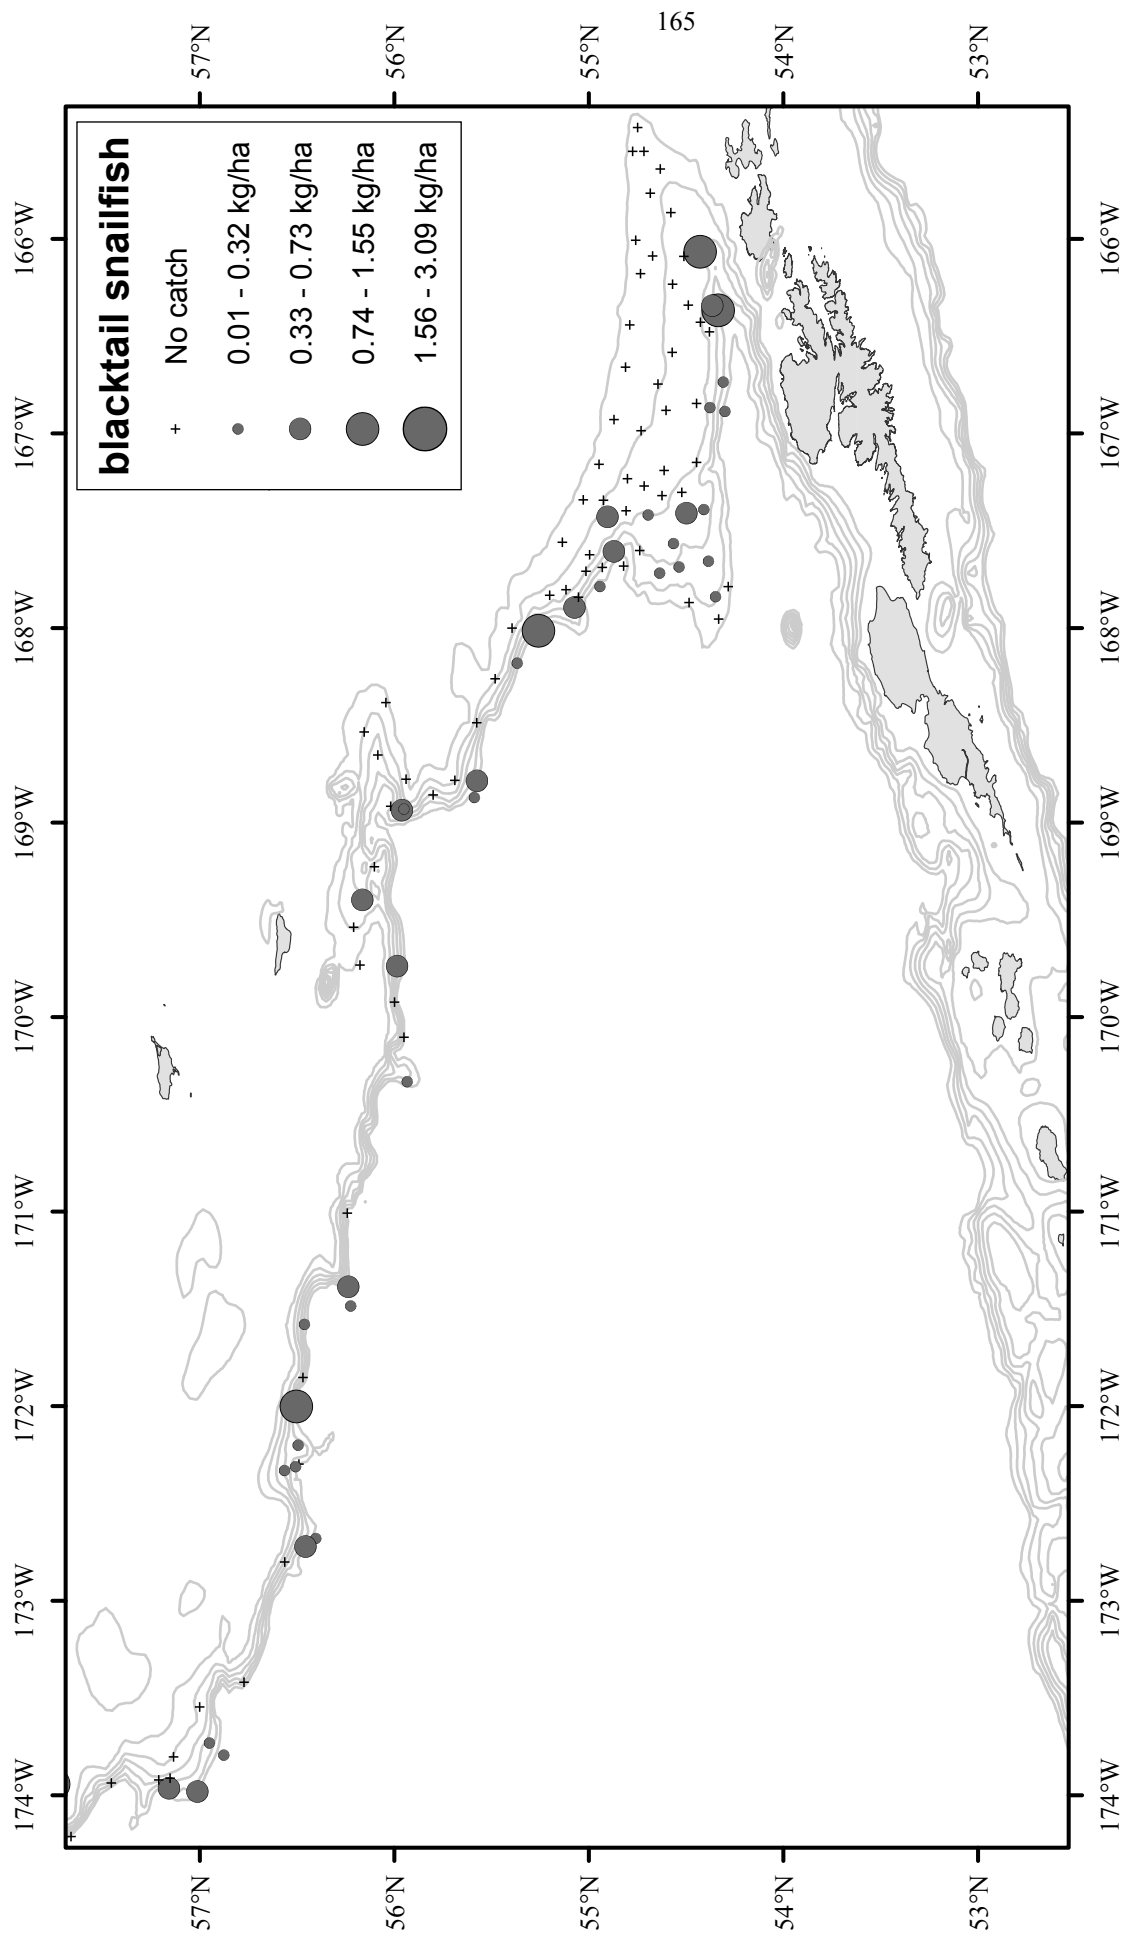 165
blacktail snailfish
No catch
0.01 - 0.32 kg/ha
0.33 - 0.73 kg/ha
0.74 - 1.55 kg/ha
1.56 - 3.09 kg/ha
174°W
173°W
172°W
171°W
170°W
169°W
168°W
167°W
166°W
57°N
56°N
55°N
54°N
53°N
57°N
56°N
55°N
54°N
53°N
174°W
173°W
172°W
171°W
170°W
169°W
168°W
167°W
166°W